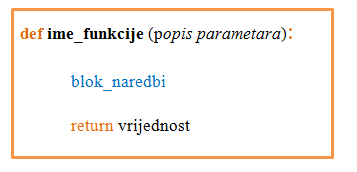 def ime_funkcije (popis parametara):
blok_naredbi
return vrijednost